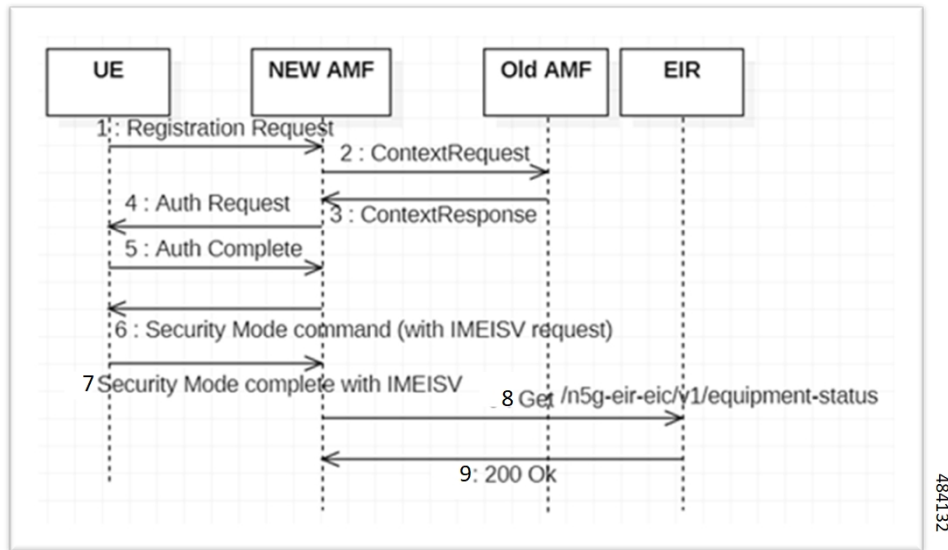 UE
NEW AMF
Old AMF
EIR
1 : Registration Request
2 : ContextRequest
4 : Auth Request
3 : ContextResponse
5 : Auth Complete
6 : Security Mode command (with IMEISV request)
7 Security Mode complete with IMEISV
8 Get /n5g-eir-eic/v1/equipment-status
9: 200 Ok
484132